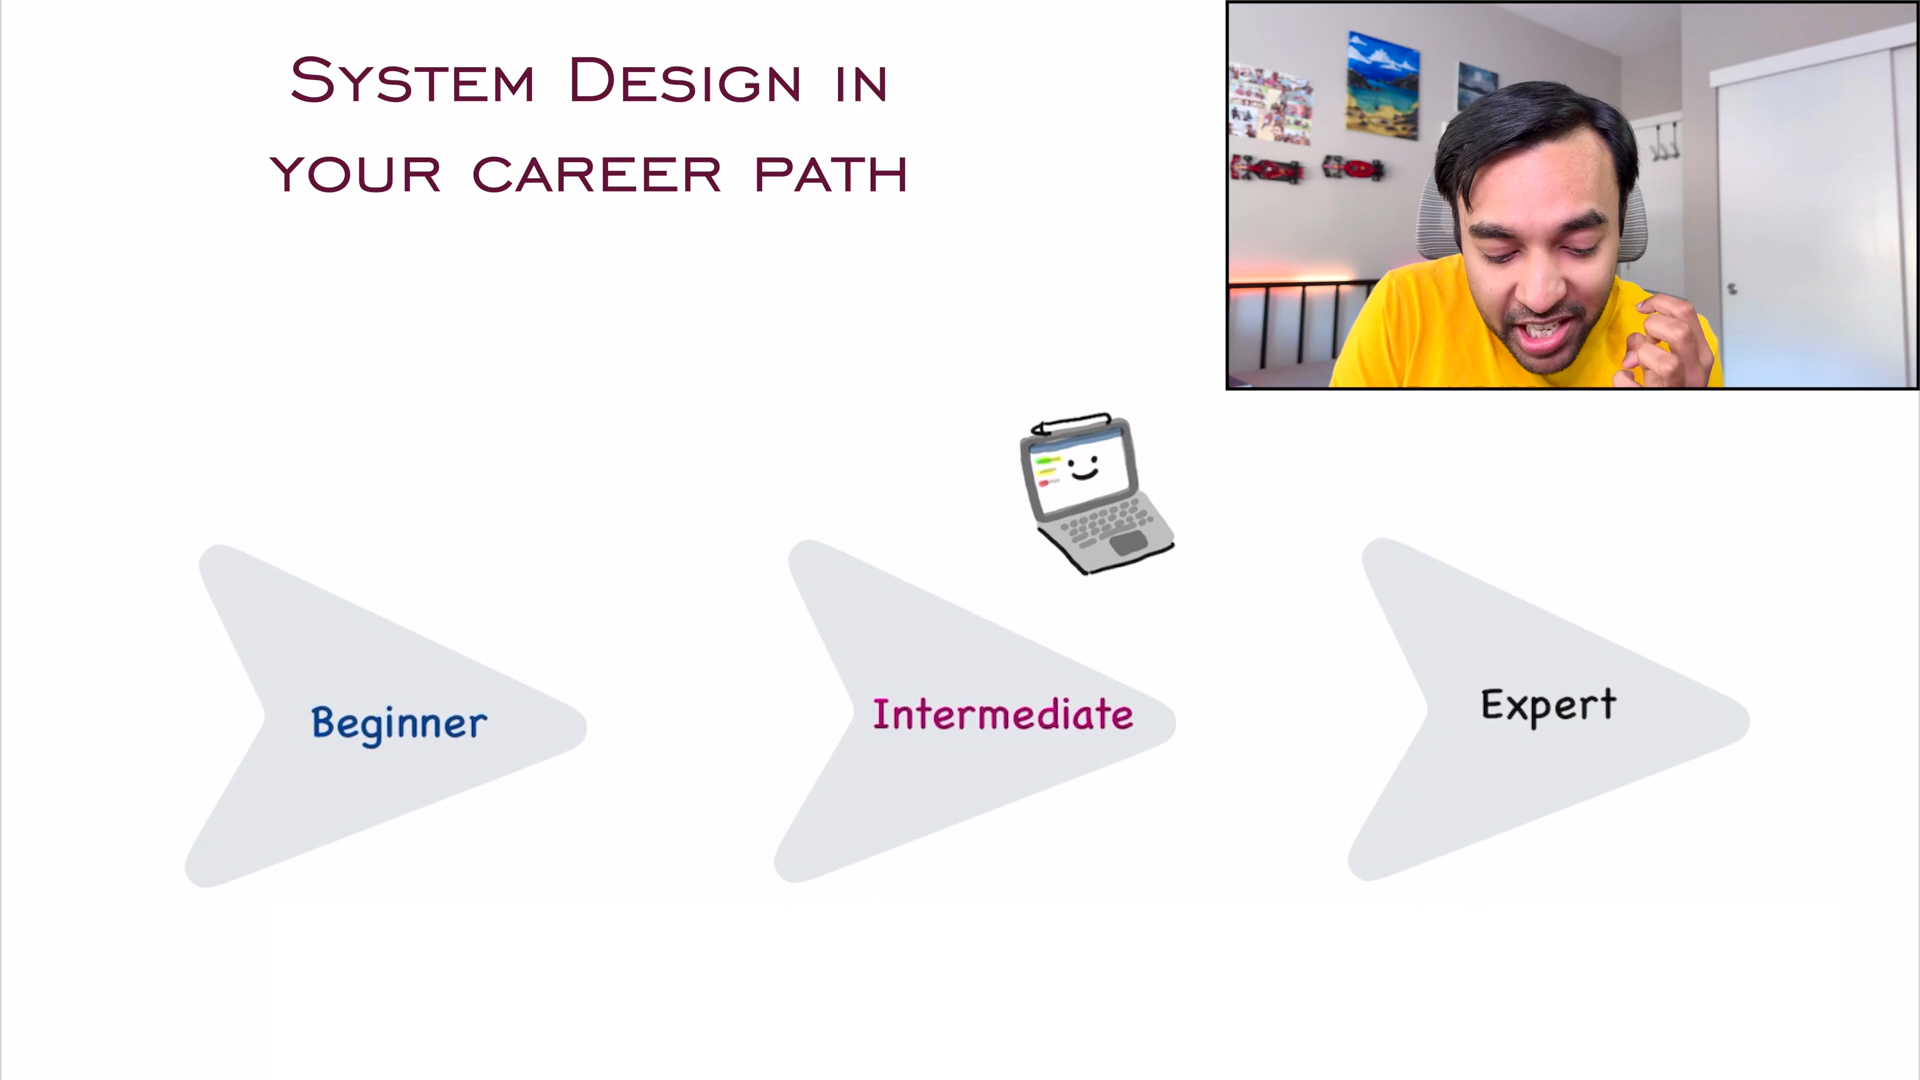 System Design in
your career path
Beginner
Intermediate
Expert